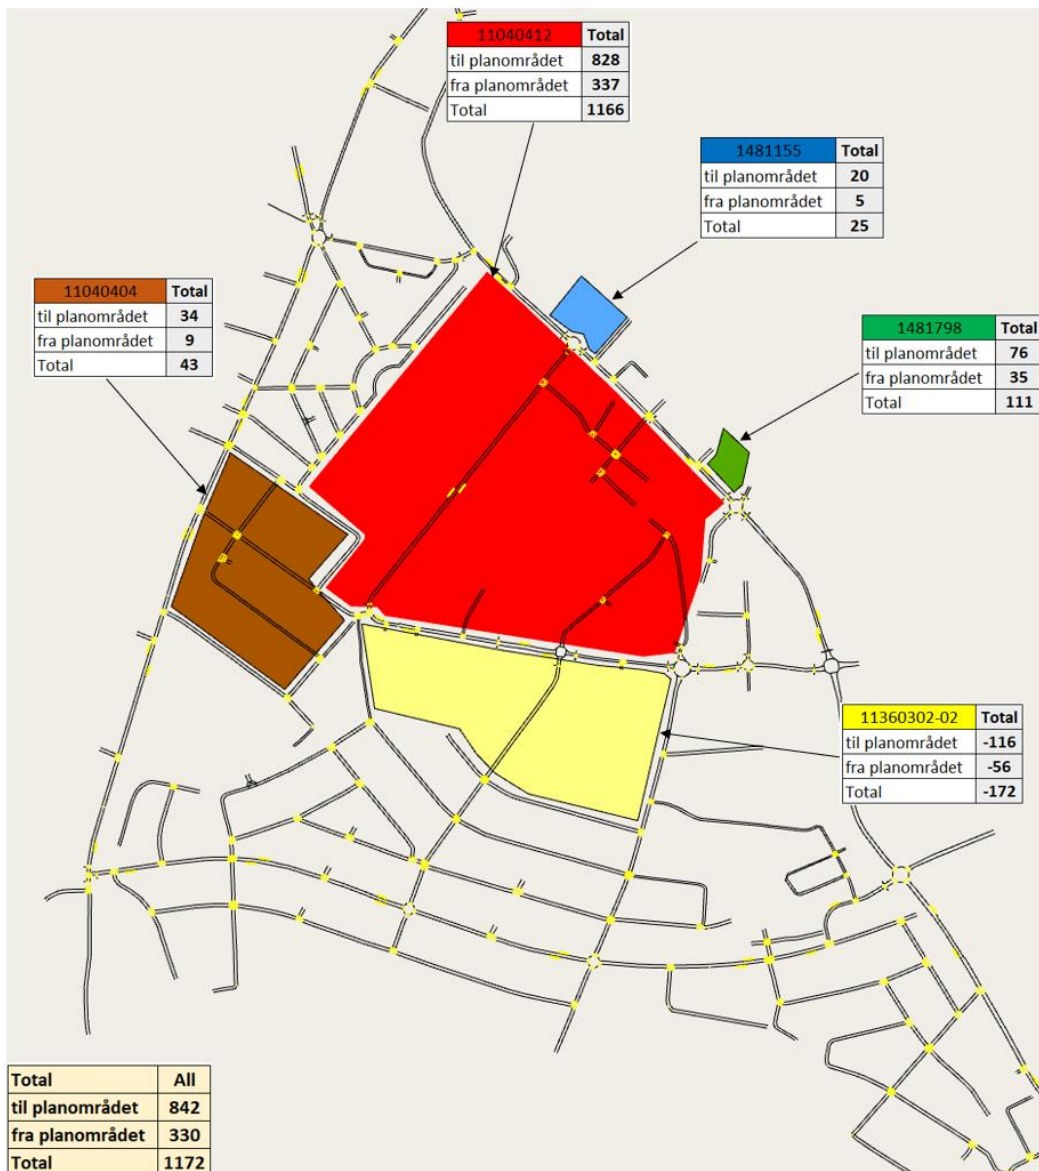 11040412 Total
til planområdet 828
fra planområdet 337
Total 1166
1481155 Total
til planområdet 20
fra planområdet 5
Total 25
11040404 Total
til planområdet 34
fra planområdet 9
Total 43
1481798 Total
til planområdet 76
fra planområdet 35
Total 111
11360302-02 Total
til planområdet -116
fra planområdet -56
Total -172
Total All
til planområdet 842
fra planområdet 330
Total 1172